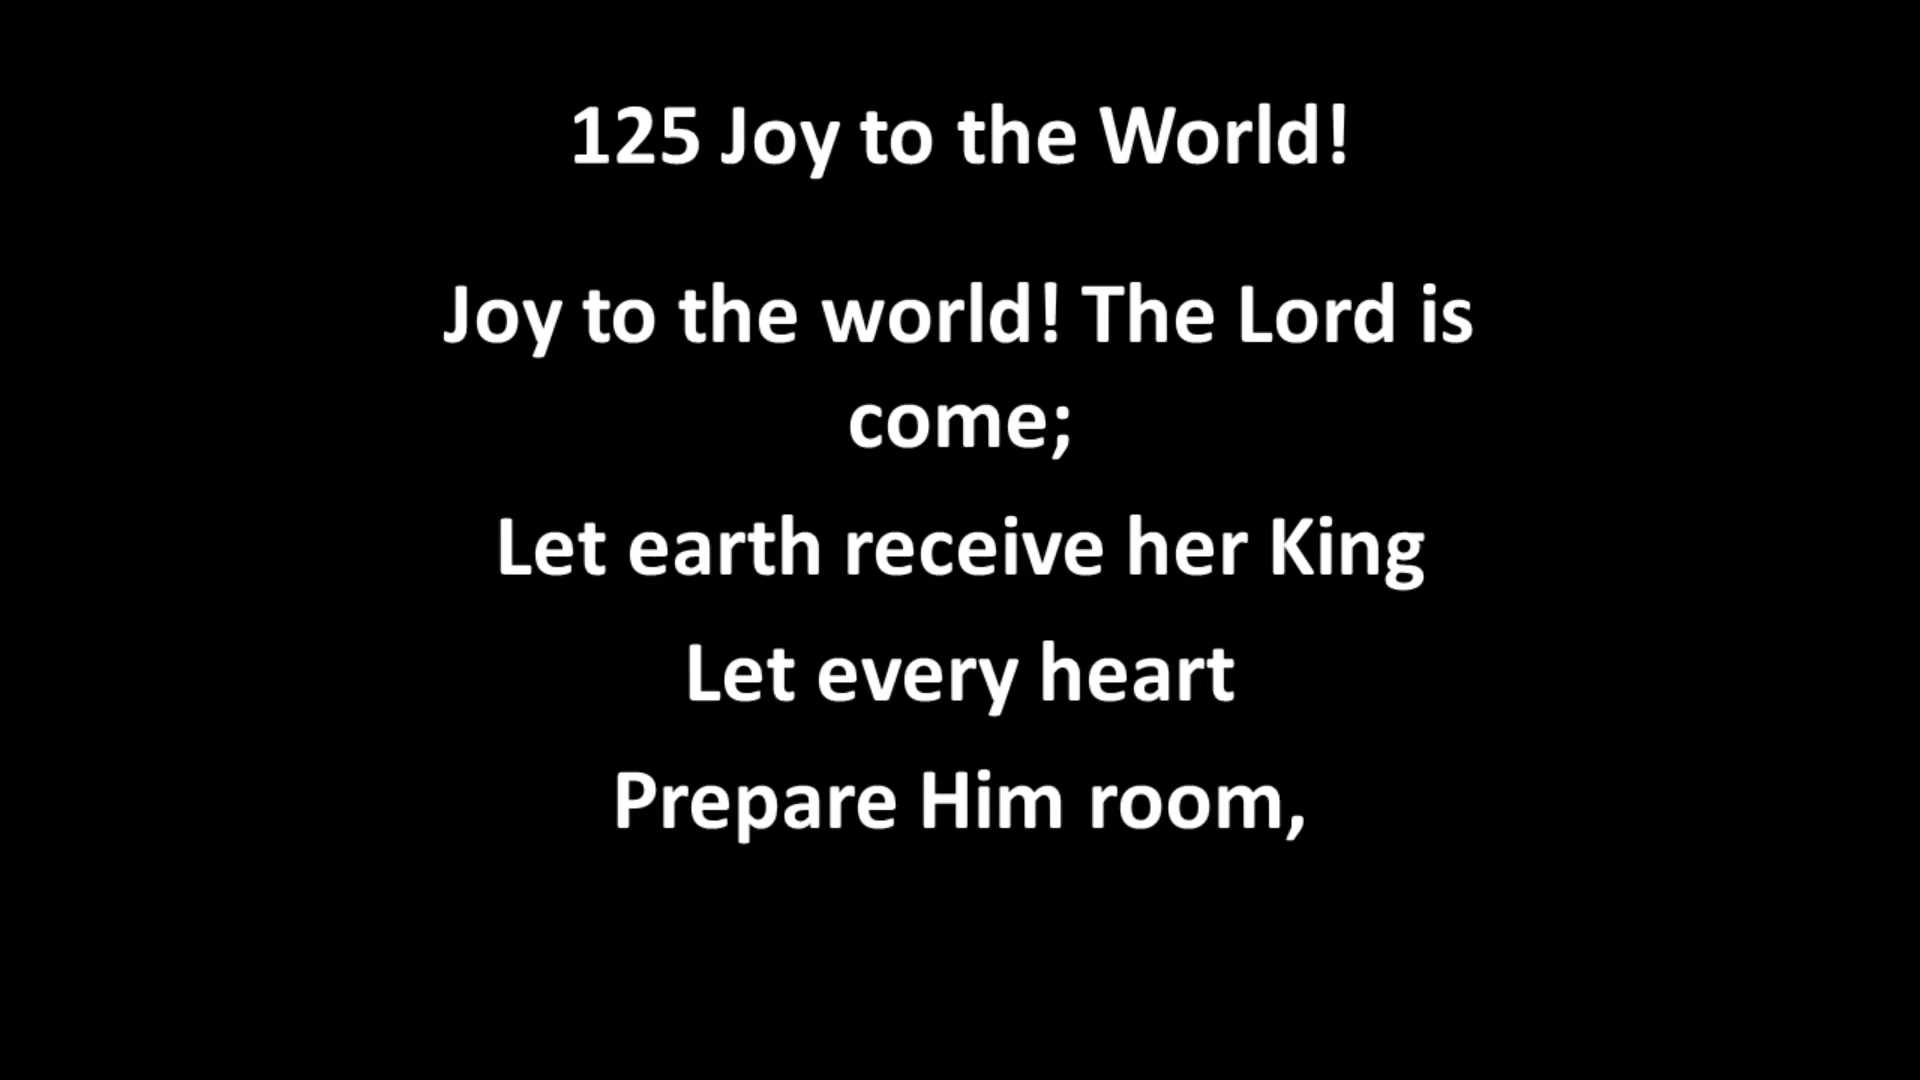 125 Joy to the World!
Joy to the world! The Lord is
come;
Let earth receive her King
Let every heart
Prepare Him room,